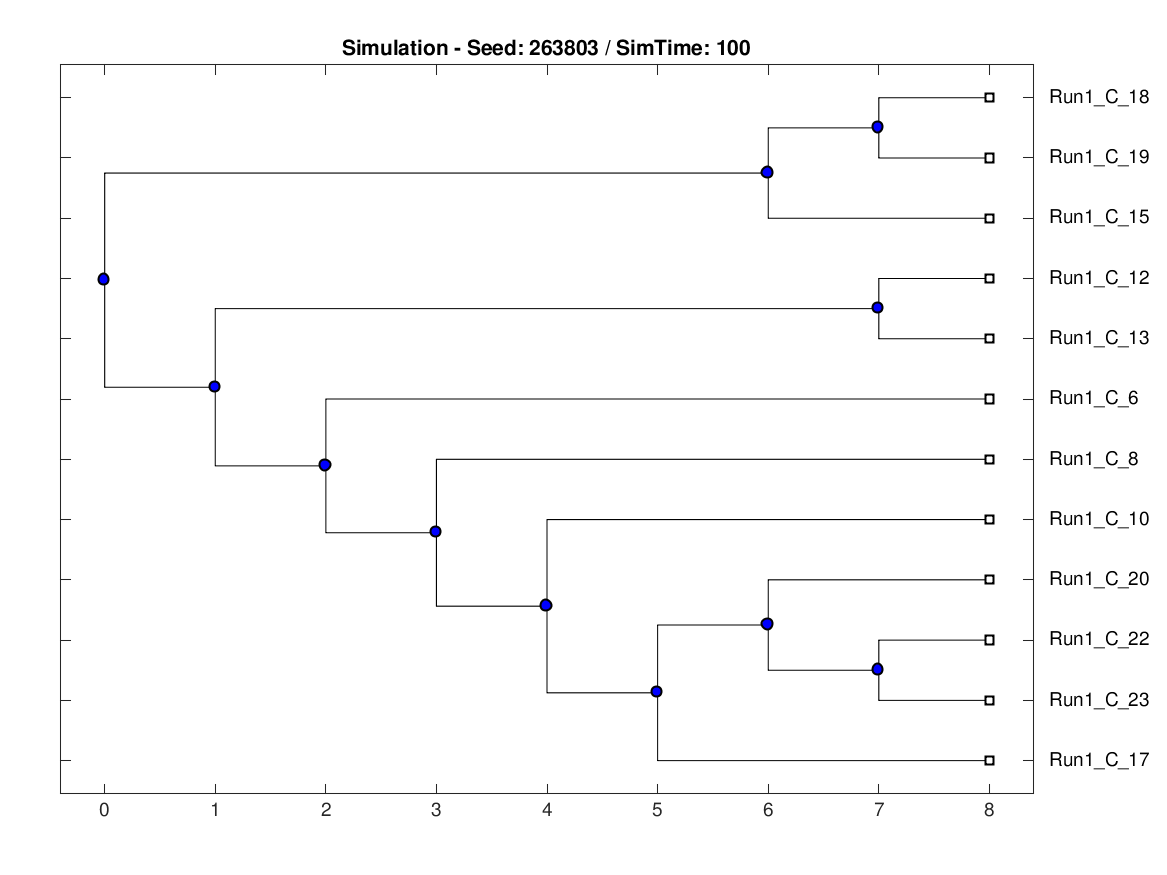 Simulation - Seed: 263803 / SimTime: 100
Run1_C_18
Run1_C_19
Run1_C_15
Run1_C_12
Run1_C_13
Run1_C_6
Run1_C_8
Run1_C_10
Run1_C_20
Run1_C_22
Run1_C_23
Run1_C_17
0 1 2 3 4 5 6 7 8